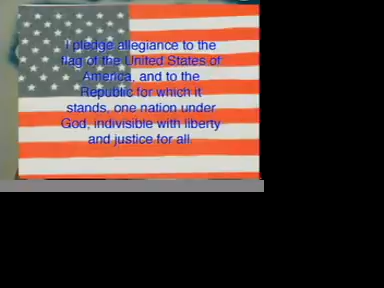 I pledge allegiance to the
flag of the United States of
America, and to the
Republic for which it
stands, one nation under
God, indivisible with liberty
and justice for all.